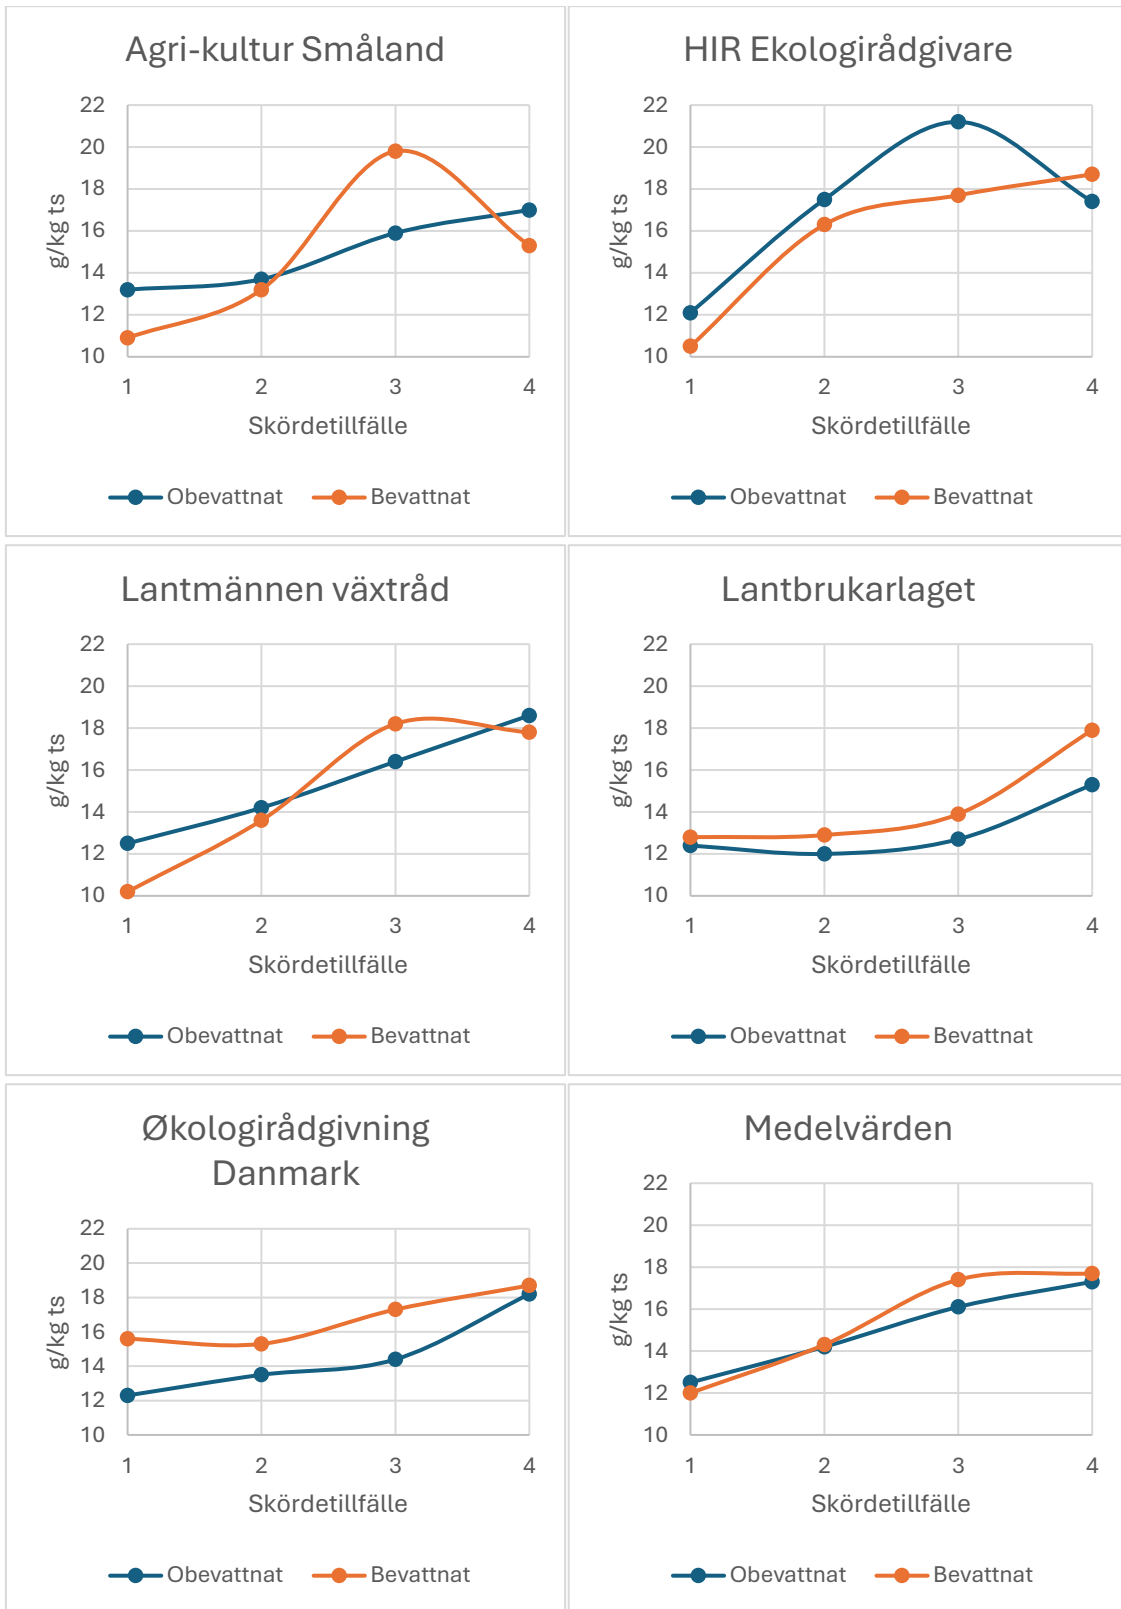 Agri-kultur Småland
22
20
18
16
14
12
10
g/kg ts
1 2 3 4
Skördetillfälle
Obevattnat Bevattnat
HIR Ekologirådgivare
22
20
18
16
14
12
10
g/kg ts
1 2 3 4
Skördetillfälle
Obevattnat Bevattnat
Lantmännen växtråd
22
20
18
16
14
12
10
g/kg ts
1 2 3 4
Skördetillfälle
Obevattnat Bevattnat
Lantbrukarlaget
22
20
18
16
14
12
10
g/kg ts
1 2 3 4
Skördetillfälle
Obevattnat Bevattnat
Økologirådgivning
Danmark
22
20
18
16
14
12
10
g/kg ts
1 2 3 4
Skördetillfälle
Obevattnat Bevattnat
Medelvärden
22
20
18
16
14
12
10
g/kg ts
1 2 3 4
Skördetillfälle
Obevattnat Bevattnat